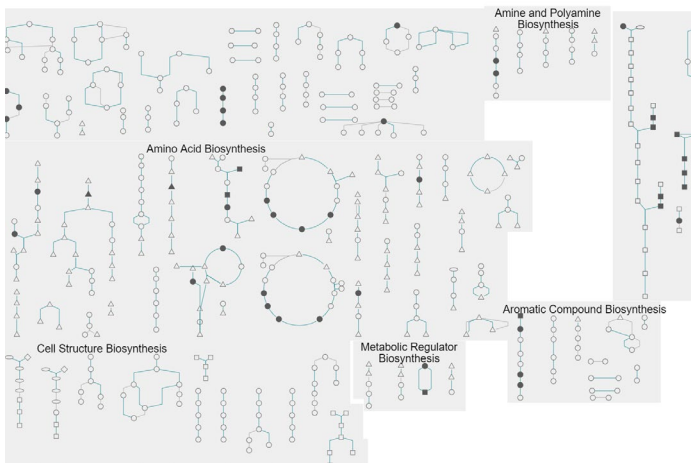 Amine and Polyamine
Biosynthesis
Amino Acid Biosynthesis
Aromatic Compound Biosynthesis
Cell Structure Biosynthesis
Metabolic Regulator
Biosynthesis